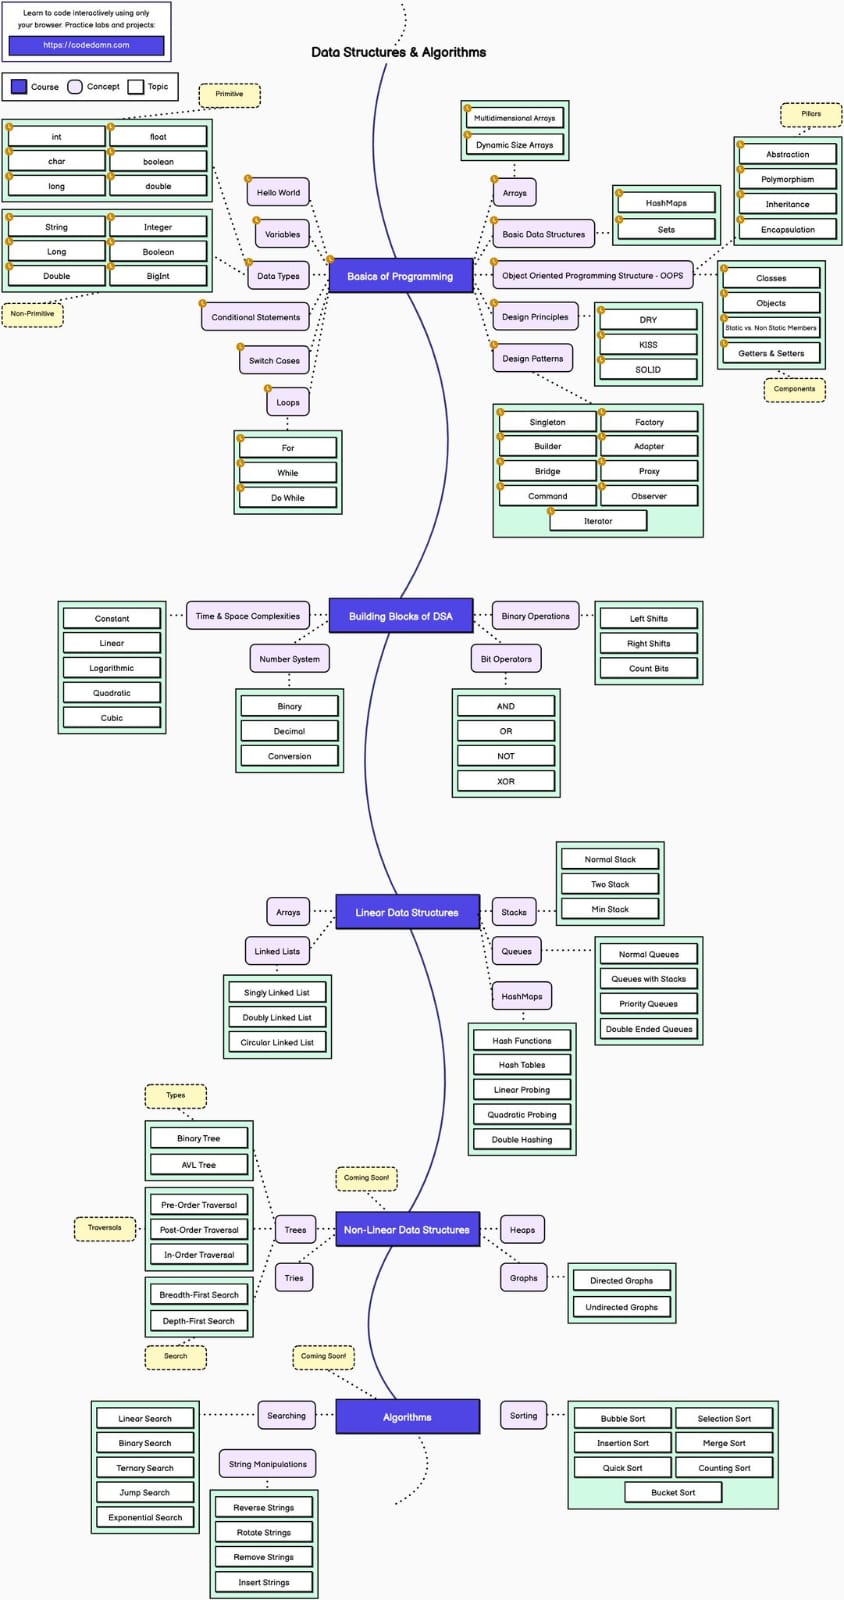 Learn to code interactively using only
your browser. Practice labs and projects:
https://codedamn.com
Course
Concept
Topic
Data Structures & Algorithms
Primitive
int
float
char
boolean
long
double
String
Integer
Long
Boolean
Double
BigInt
Non-Primitive
Hello World
Variables
Data Types
Conditional Statements
Switch Cases
Loops
For
While
Do While
Basics of Programming
Multidimensional Arrays
Dynamic Size Arrays
Arrays
Basic Data Structures
HashMaps
Sets
Object Oriented Programming Structure - OOPS
Pillars
Abstraction
Polymorphism
Inheritance
Encapsulation
Classes
Objects
Static vs. Non Static Members
Getters & Setters
Components
Design Principles
DRY
KISS
SOLID
Design Patterns
Singleton
Factory
Builder
Adapter
Bridge
Proxy
Command
Observer
Iterator
Building Blocks of DSA
Time & Space Complexities
Constant
Linear
Logarithmic
Quadratic
Cubic
Number System
Binary
Decimal
Conversion
Binary Operations
Left Shifts
Right Shifts
Count Bits
Bit Operators
AND
OR
NOT
XOR
Linear Data Structures
Arrays
Linked Lists
Singly Linked List
Doubly Linked List
Circular Linked List
Stacks
Normal Stack
Two Stack
Min Stack
Queues
Normal Queues
Queues with Stacks
Priority Queues
Double Ended Queues
HashMaps
Hash Functions
Hash Tables
Linear Probing
Quadratic Probing
Double Hashing
Coming Soon!
Non-Linear Data Structures
Types
Binary Tree
AVL Tree
Traversals
Pre-Order Traversal
Post-Order Traversal
In-Order Traversal
Breadth-First Search
Depth-First Search
Search
Trees
Tries
Heaps
Graphs
Directed Graphs
Undirected Graphs
Coming Soon!
Algorithms
Searching
Linear Search
Binary Search
Ternary Search
Jump Search
Exponential Search
String Manipulations
Reverse Strings
Rotate Strings
Remove Strings
Insert Strings
Sorting
Bubble Sort
Selection Sort
Insertion Sort
Merge Sort
Quick Sort
Counting Sort
Bucket Sort